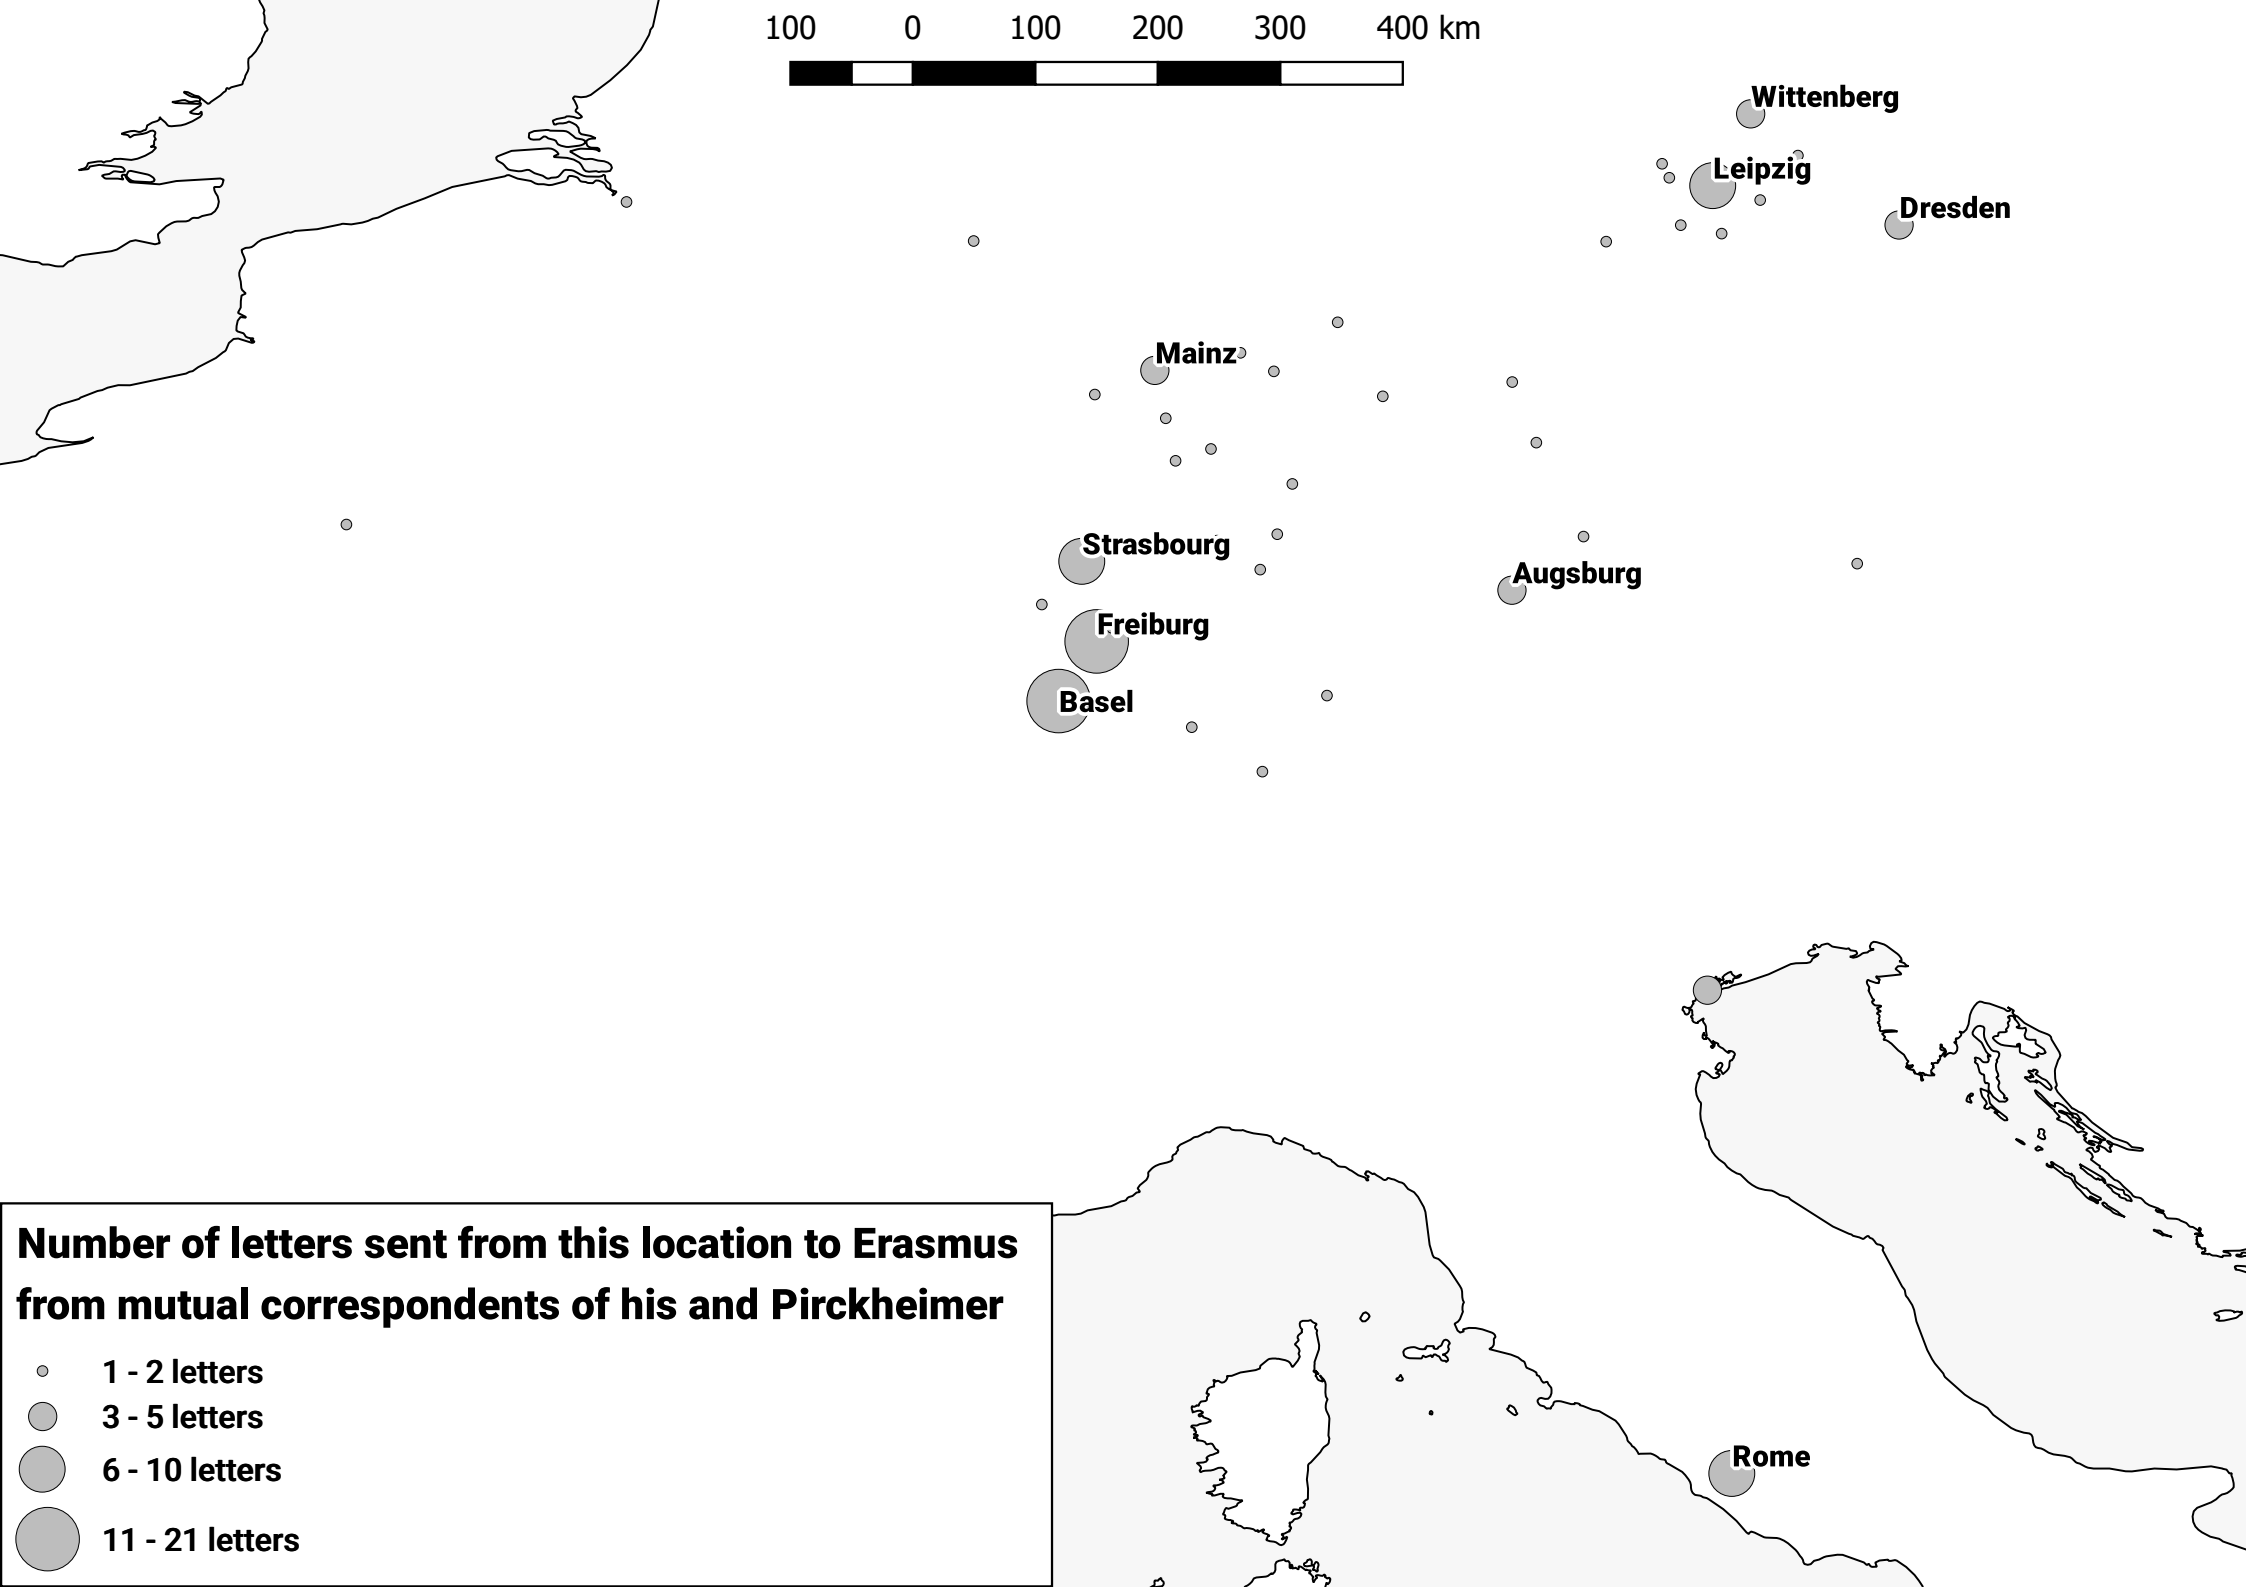 100 0 100 200 300 400 km
Wittenberg
Leipzig
Dresden
Mainz
Strasbourg
Augsburg
Freiburg
Basel
Number of letters sent from this location to Erasmus
from mutual correspondents of his and Pirckheimer
1 - 2 letters
3 - 5 letters
6 - 10 letters
11 - 21 letters
Rome